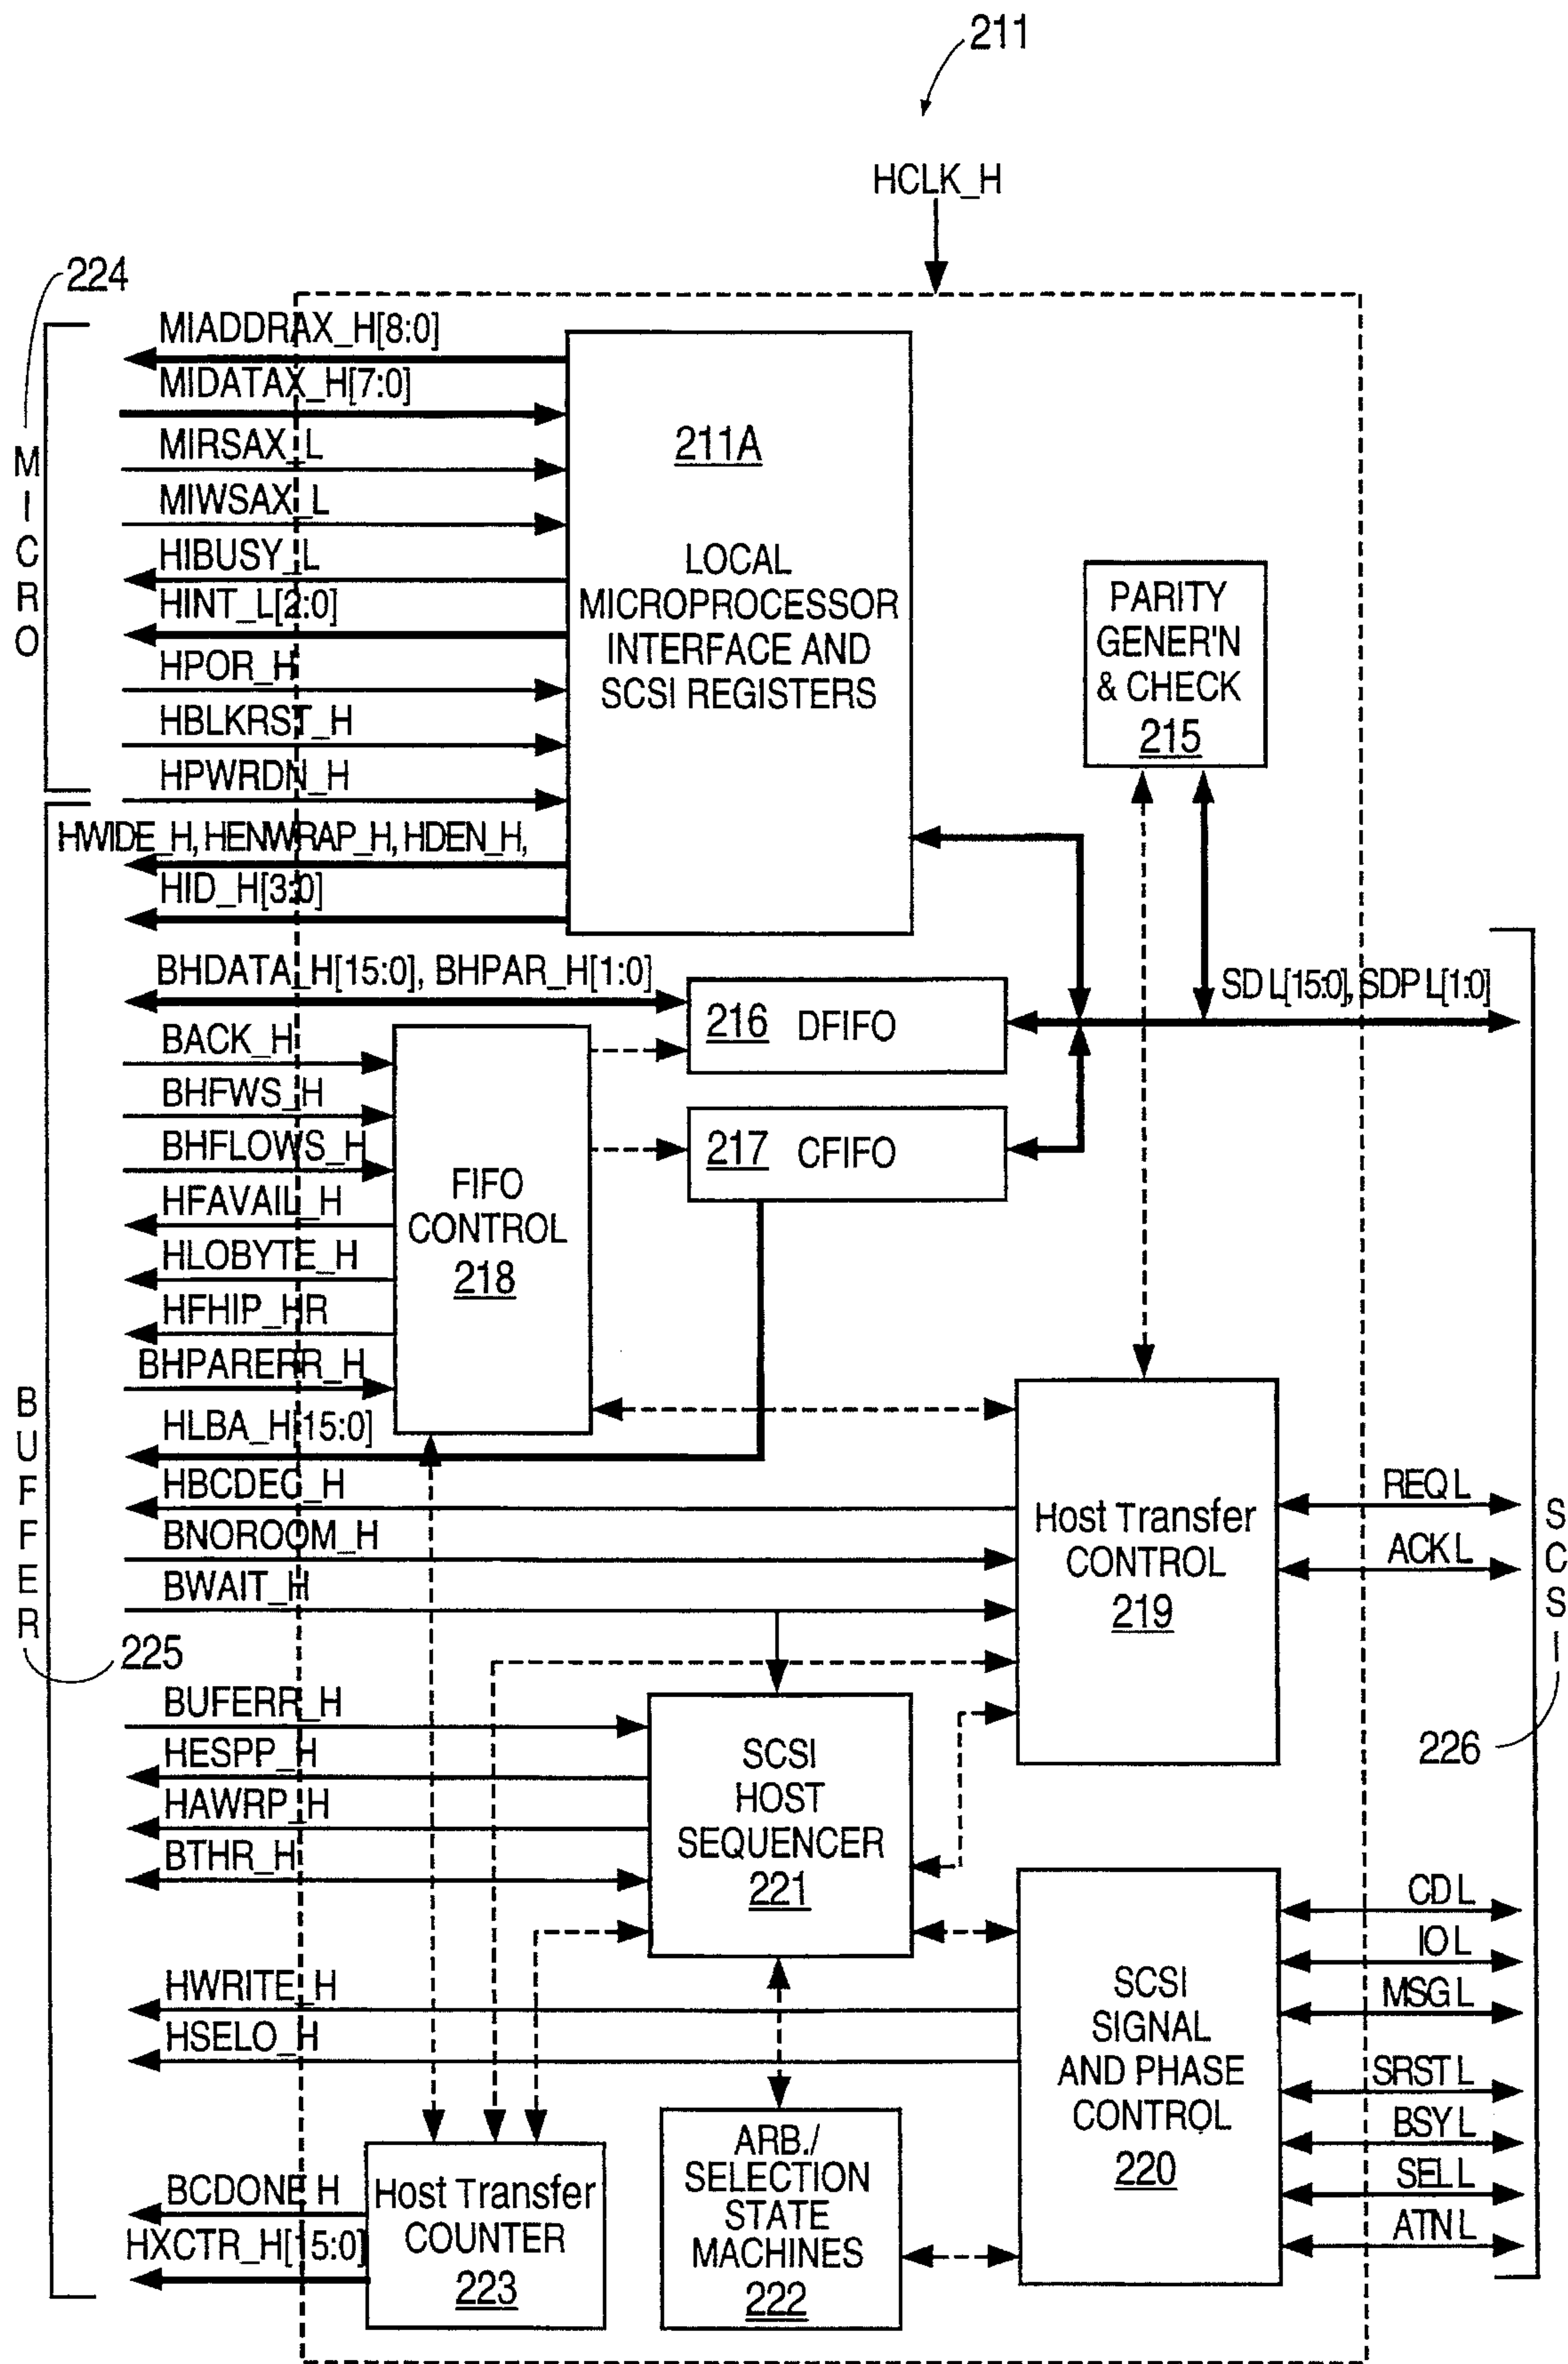 211
HCLK_H
224
MICRO
MIADDRAX_H[8:0]
MIDATAX_H[7:0]
MIRSAX_L
MIWSAX_L
HIBUSY_L
HINT_L[2:0]
HPOR_H
HBLKRST_H
HPWRDN_H
HWIDE_H, HENWRAP_H, HDEN_H,
HID_H[3:0]
211A
LOCAL
MICROPROCESSOR
INTERFACE AND
SCSI REGISTERS
PARITY
GENER'N
& CHECK
215
BHDATA_H[15:0], BHPAR_H[1:0]
216 DFIFO
SD L[15:0], SDP L[1:0]
BACK_H
BHFWS_H
BHFLOWS_H
HFAVAIL_H
HLOBYTE_H
HFHIP_HR
BHPARERR_H
FIFO
CONTROL
218
217 CFIFO
BUFFER
225
HLBA_H[15:0]
HBCDEC_H
BNOROOM_H
BWAIT_H
Host Transfer
CONTROL
219
REQ L
ACK L
SCSI
226
BUFERR_H
HESPP_H
HAWRP_H
BTHR_H
SCSI
HOST
SEQUENCER
221
HWRITE_H
HSELO_H
SCSI
SIGNAL
AND PHASE
CONTROL
220
CD L
IO L
MSG L
SRST L
BSY L
SEL L
ATN L
BCDONE H
HXCTR_H[15:0]
Host Transfer
COUNTER
223
ARB./
SELECTION
STATE
MACHINES
222